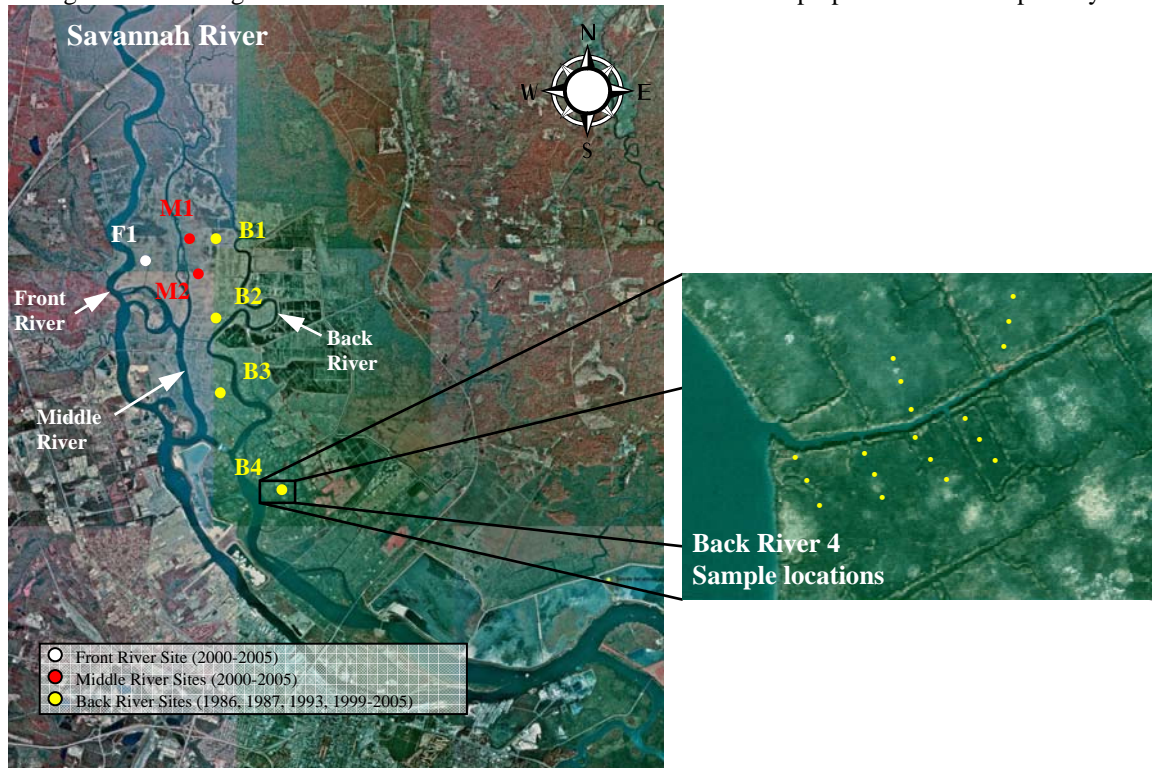 Savannah River
N
W
E
S
M1
F1
B1
M2
B2
Front
River
Back
River
B3
Middle
River
B4
Back River 4
Sample locations
Front River Site (2000-2005)
Middle River Sites (2000-2005)
Back River Sites (1986, 1987, 1993, 1999-2005)